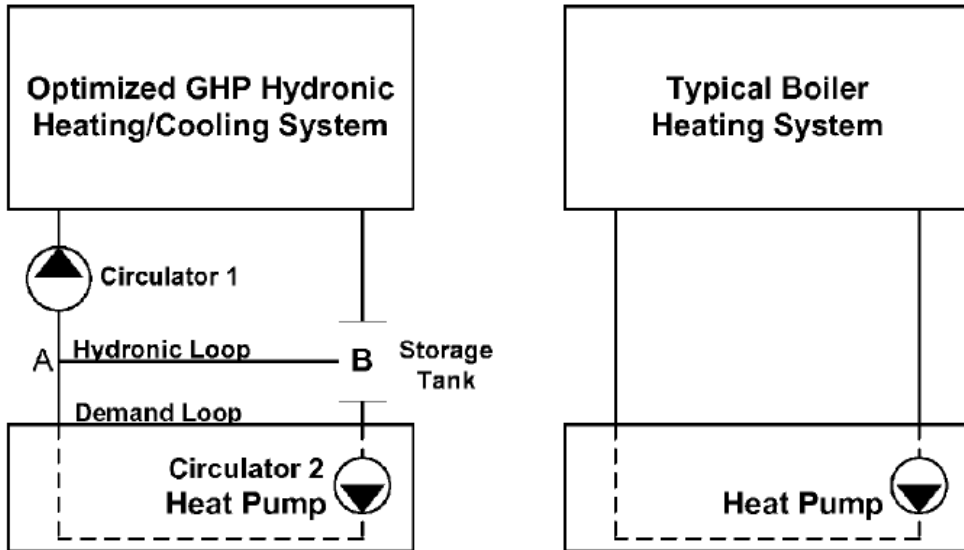 Optimized GHP Hydronic
Heating/Cooling System
Typical Boiler
Heating System
Circulator 1
A
Hydronic Loop
B
Storage
Tank
Demand Loop
Circulator 2
Heat Pump
Heat Pump